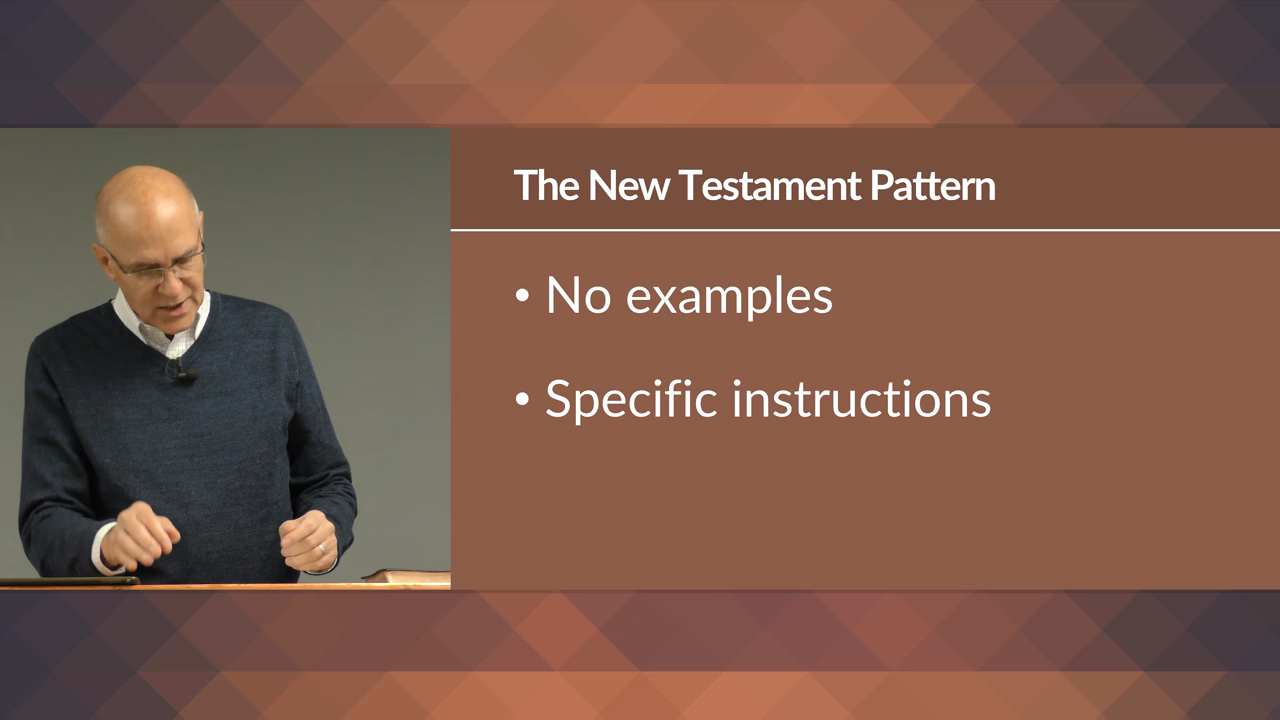 The New Testament Pattern
• No examples
• Specific instructions